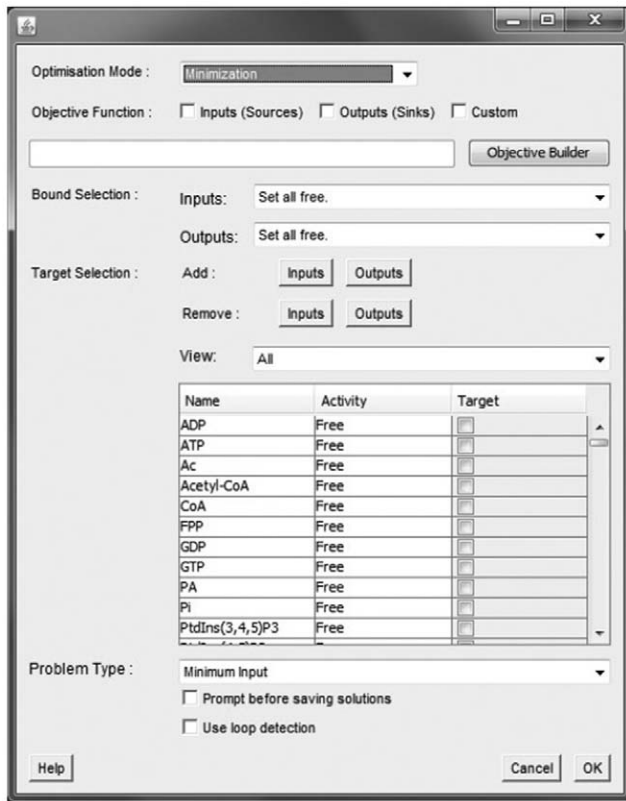 Optimisation Mode : Minimization
Objective Function : Inputs (Sources) Outputs (Sinks) Custom
Objective Builder
Bound Selection : Inputs: Set all free.
Outputs: Set all free.
Target Selection : Add : Inputs Outputs
Remove : Inputs Outputs
View: All
Name Activity Target
ADP Free
ATP Free
Ac Free
Acetyl-CoA Free
CoA Free
FPP Free
GDP Free
GTP Free
PA Free
Pi Free
PtdIns(3,4,5)P3 Free
Problem Type : Minimum Input
Prompt before saving solutions
Use loop detection
Help Cancel OK